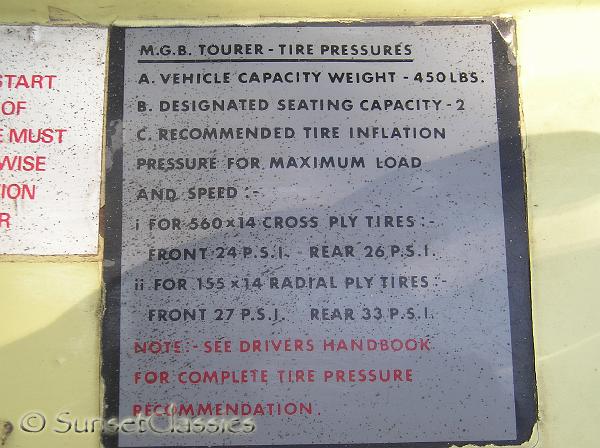 START
OF
E MUST
WISE
ION
R
M.G.B. TOURER - TIRE PRESSURES
A. VEHICLE CAPACITY WEIGHT - 450 LBS.
B. DESIGNATED SEATING CAPACITY - 2
C. RECOMMENDED TIRE INFLATION
PRESSURE FOR MAXIMUM LOAD
AND SPEED :-
i FOR 560 x 14 CROSS PLY TIRES :-
FRONT 24 P.S.I. REAR 26 P.S.I.
ii FOR 155 x 14 RADIAL PLY TIRES :-
FRONT 27 P.S.I. REAR 33 P.S.I.
NOTE :- SEE DRIVERS HANDBOOK
FOR COMPLETE TIRE PRESSURE
RECOMMENDATION.
© SunsetClassics